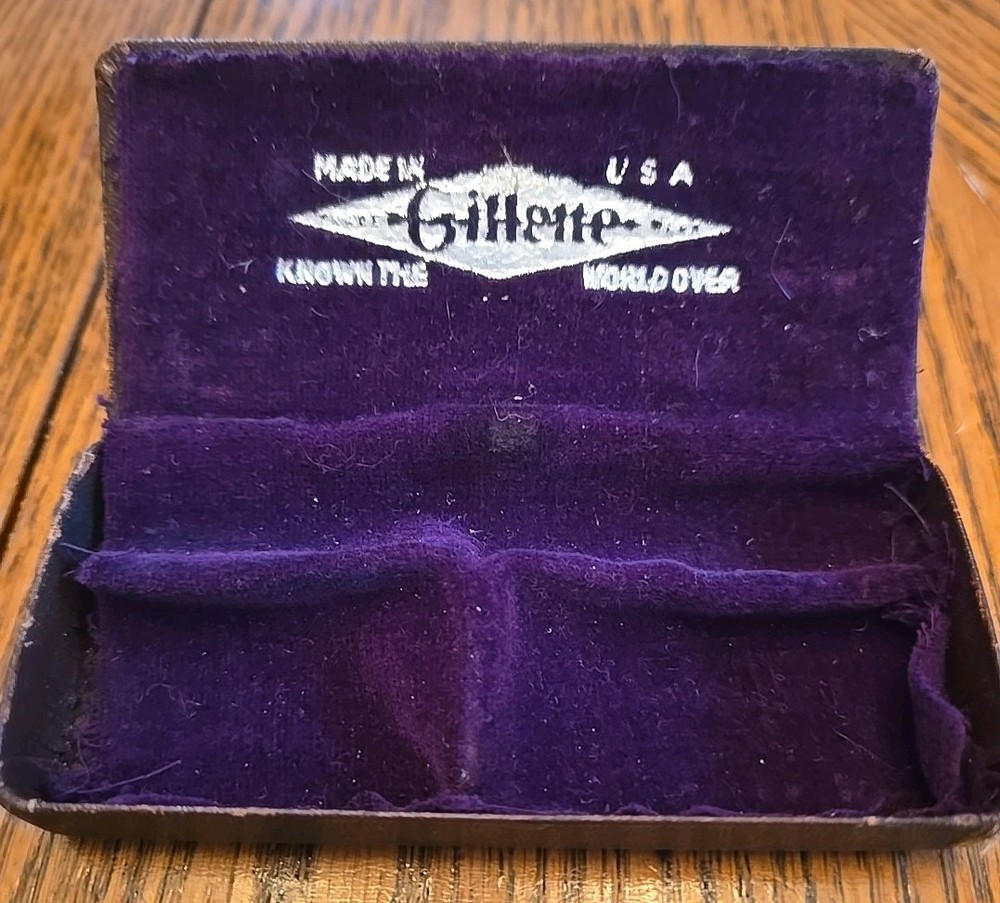 MADE IN USA
Gillette
KNOWN THE WORLD OVER